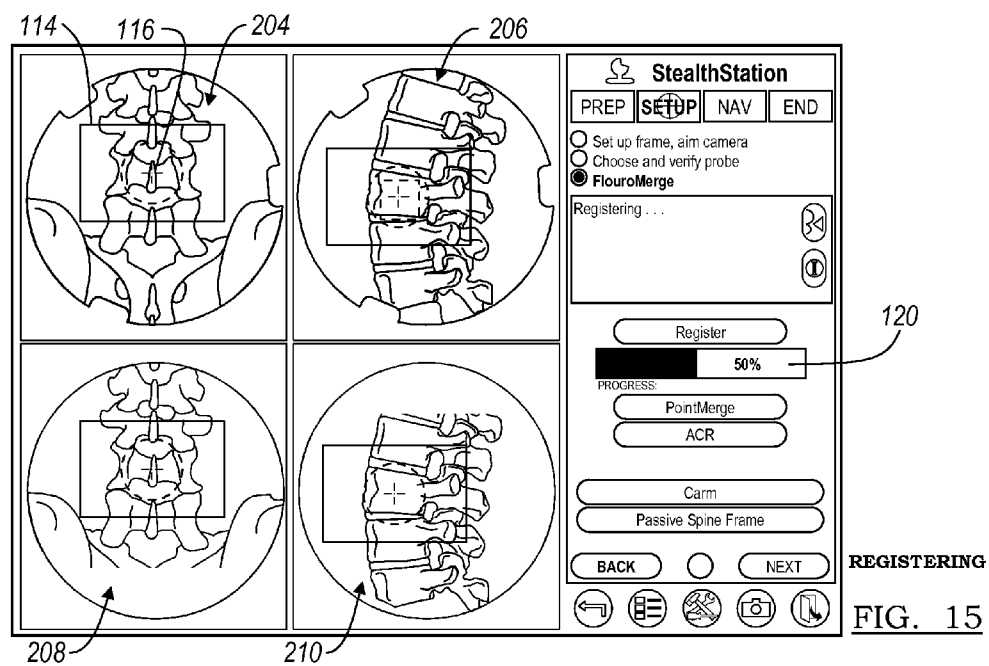 114
116
204
206
StealthStation
PREP SETUP NAV END
Set up frame, aim camera
Choose and verify probe
FlouroMerge
Registering . . .
Register
120
50%
PROGRESS:
PointMerge
ACR
Carm
Passive Spine Frame
BACK NEXT
REGISTERING
FIG. 15
208
210